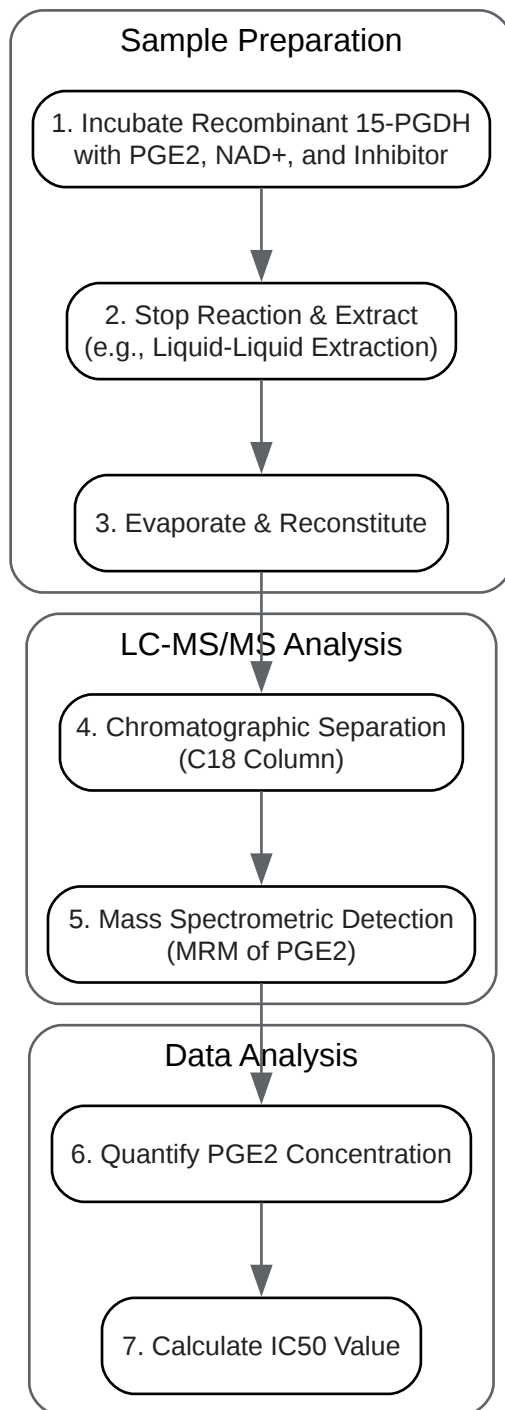 Sample Preparation
1. Incubate Recombinant 15-PGDH
with PGE2, NAD+, and Inhibitor
2. Stop Reaction & Extract
(e.g., Liquid-Liquid Extraction)
3. Evaporate & Reconstitute
LC-MS/MS Analysis
4. Chromatographic Separation
(C18 Column)
5. Mass Spectrometric Detection
(MRM of PGE2)
Data Analysis
6. Quantify PGE2 Concentration
7. Calculate IC50 Value